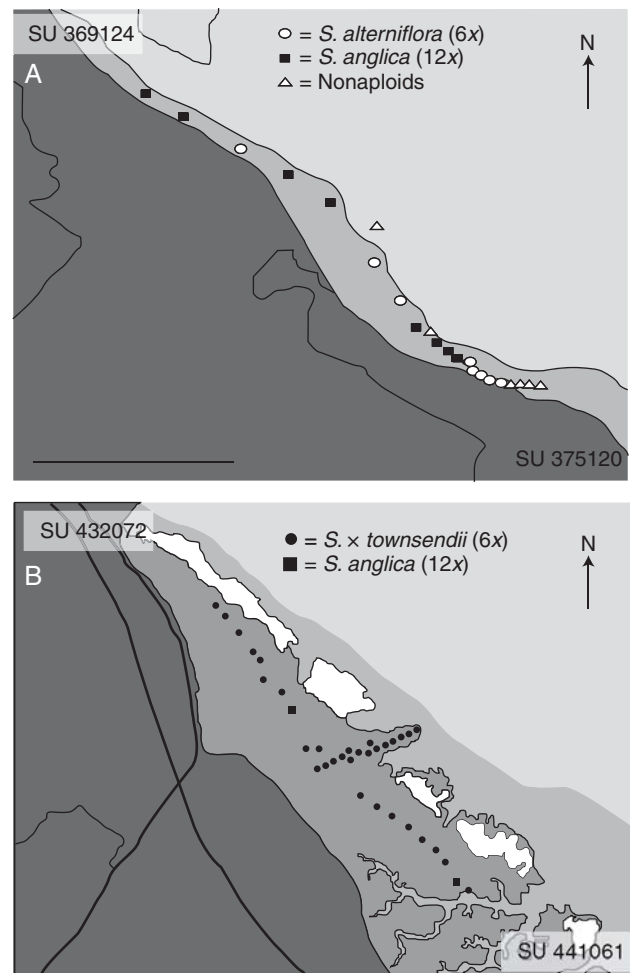 SU 369124
A
○ = S. alterniflora (6x)
■ = S. anglica (12x)
△ = Nonaploids
N
SU 375120
SU 432072
B
● = S. × townsendii (6x)
■ = S. anglica (12x)
N
SU 441061